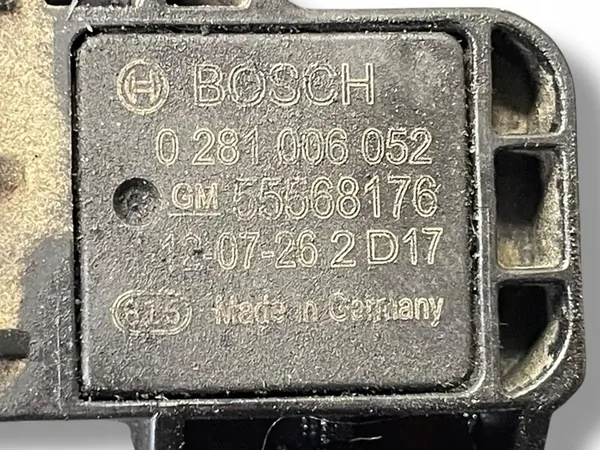 BOSCH
0 281 006 052
GM 55568176
12-07-26 2 D17
Made in Germany